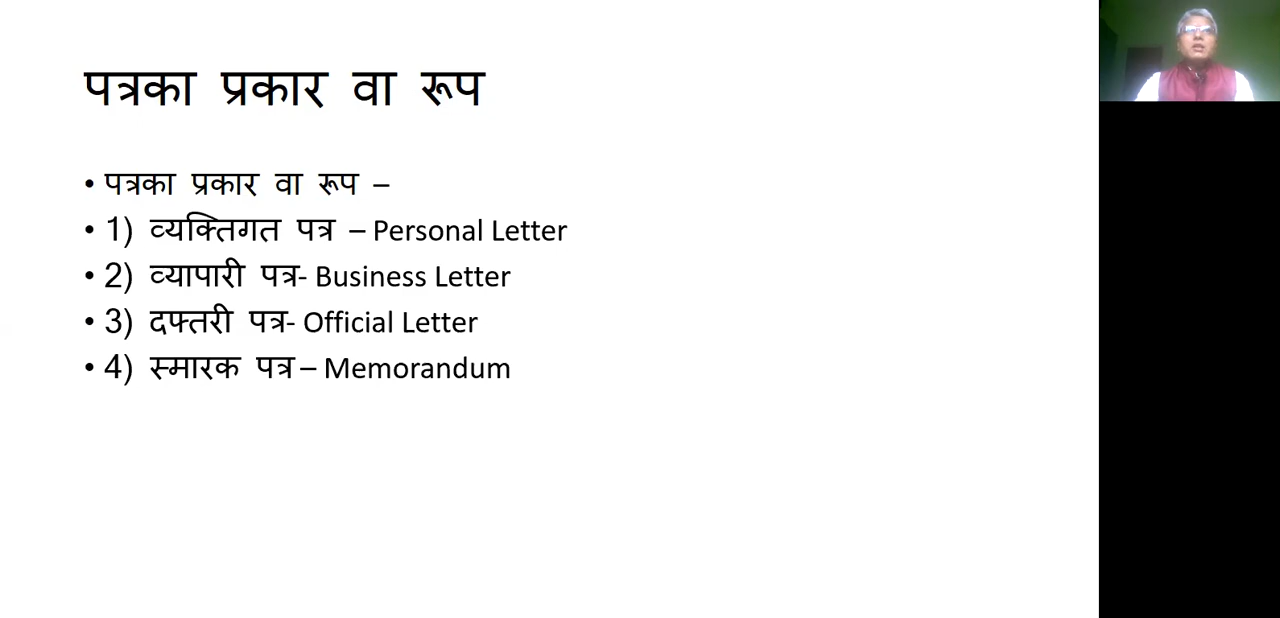 पत्रका प्रकार वा रूप
• पत्रका प्रकार वा रूप –
• 1) व्यक्तिगत पत्र – Personal Letter
• 2) व्यापारी पत्र- Business Letter
• 3) दफ्तरी पत्र- Official Letter
• 4) स्मारक पत्र – Memorandum